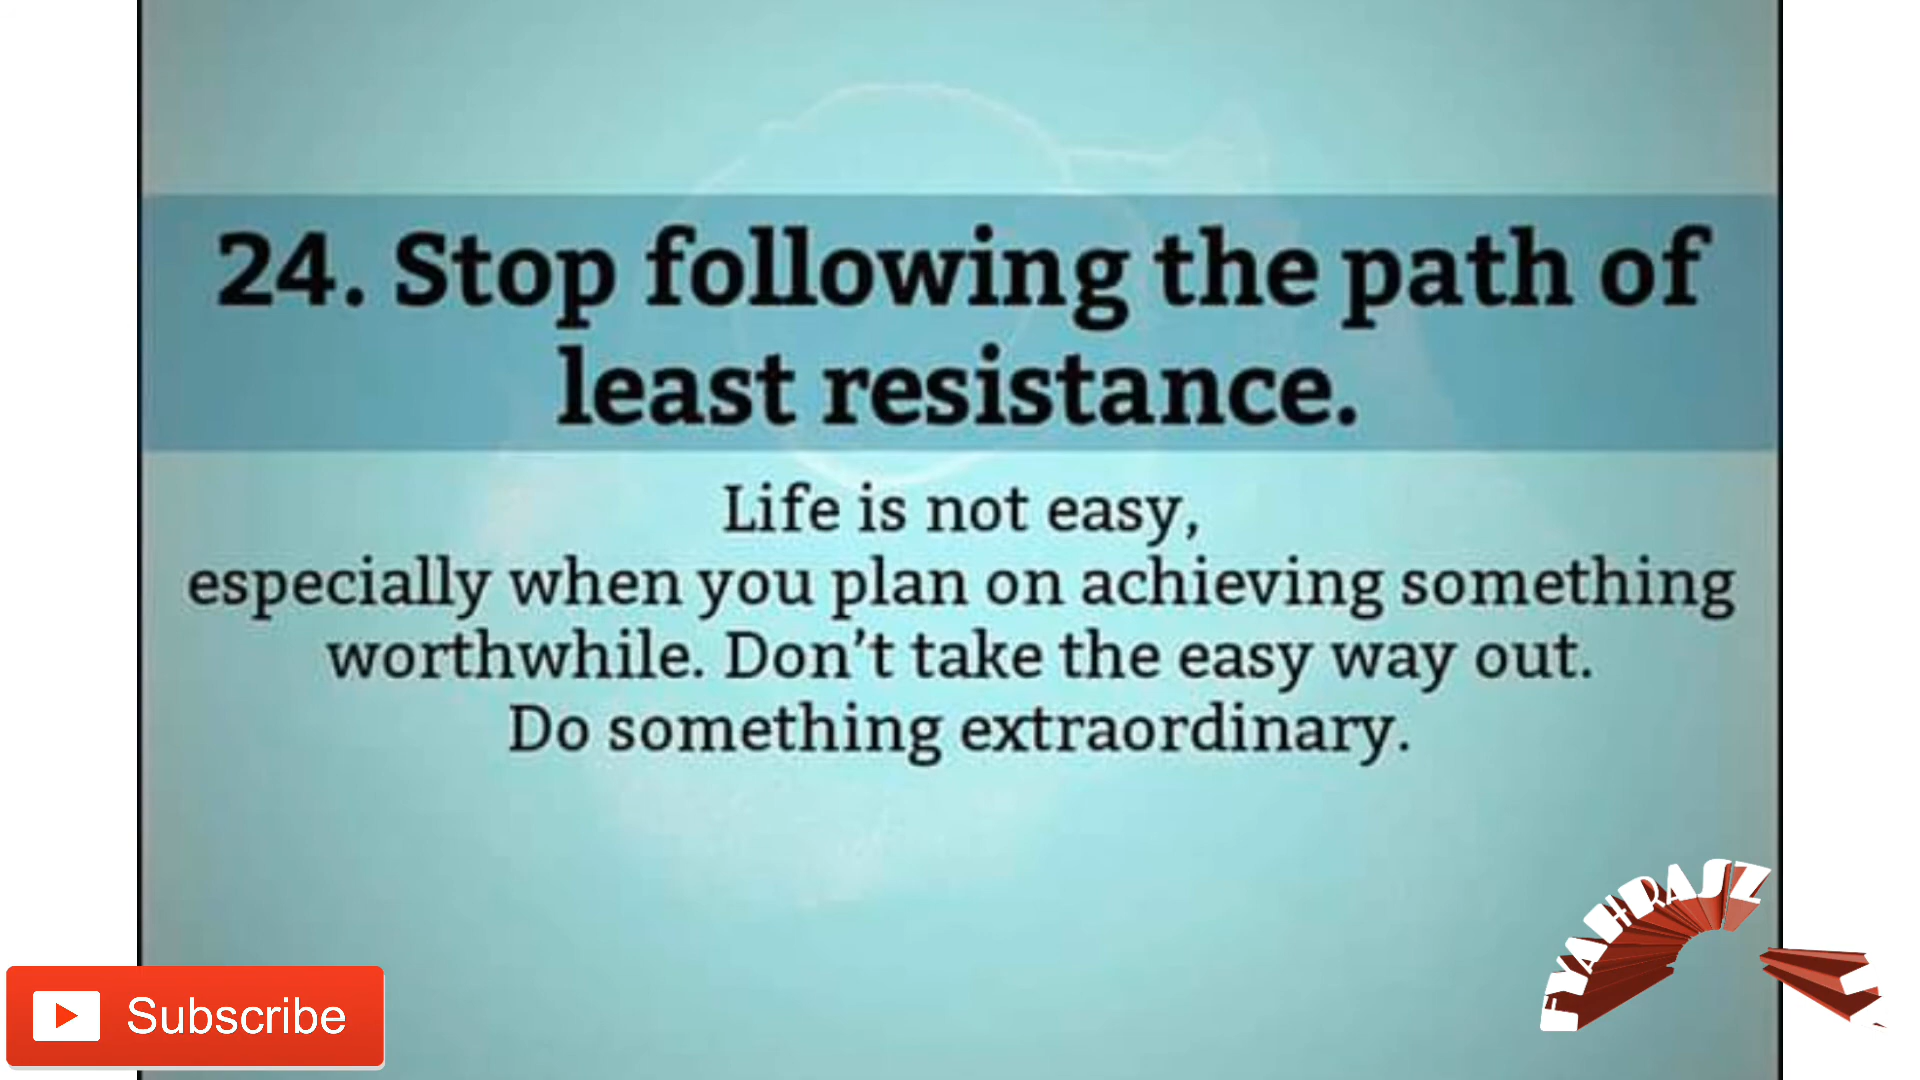 24. Stop following the path of
least resistance.
Life is not easy,
especially when you plan on achieving something
worthwhile. Don’t take the easy way out.
Do something extraordinary.
Subscribe